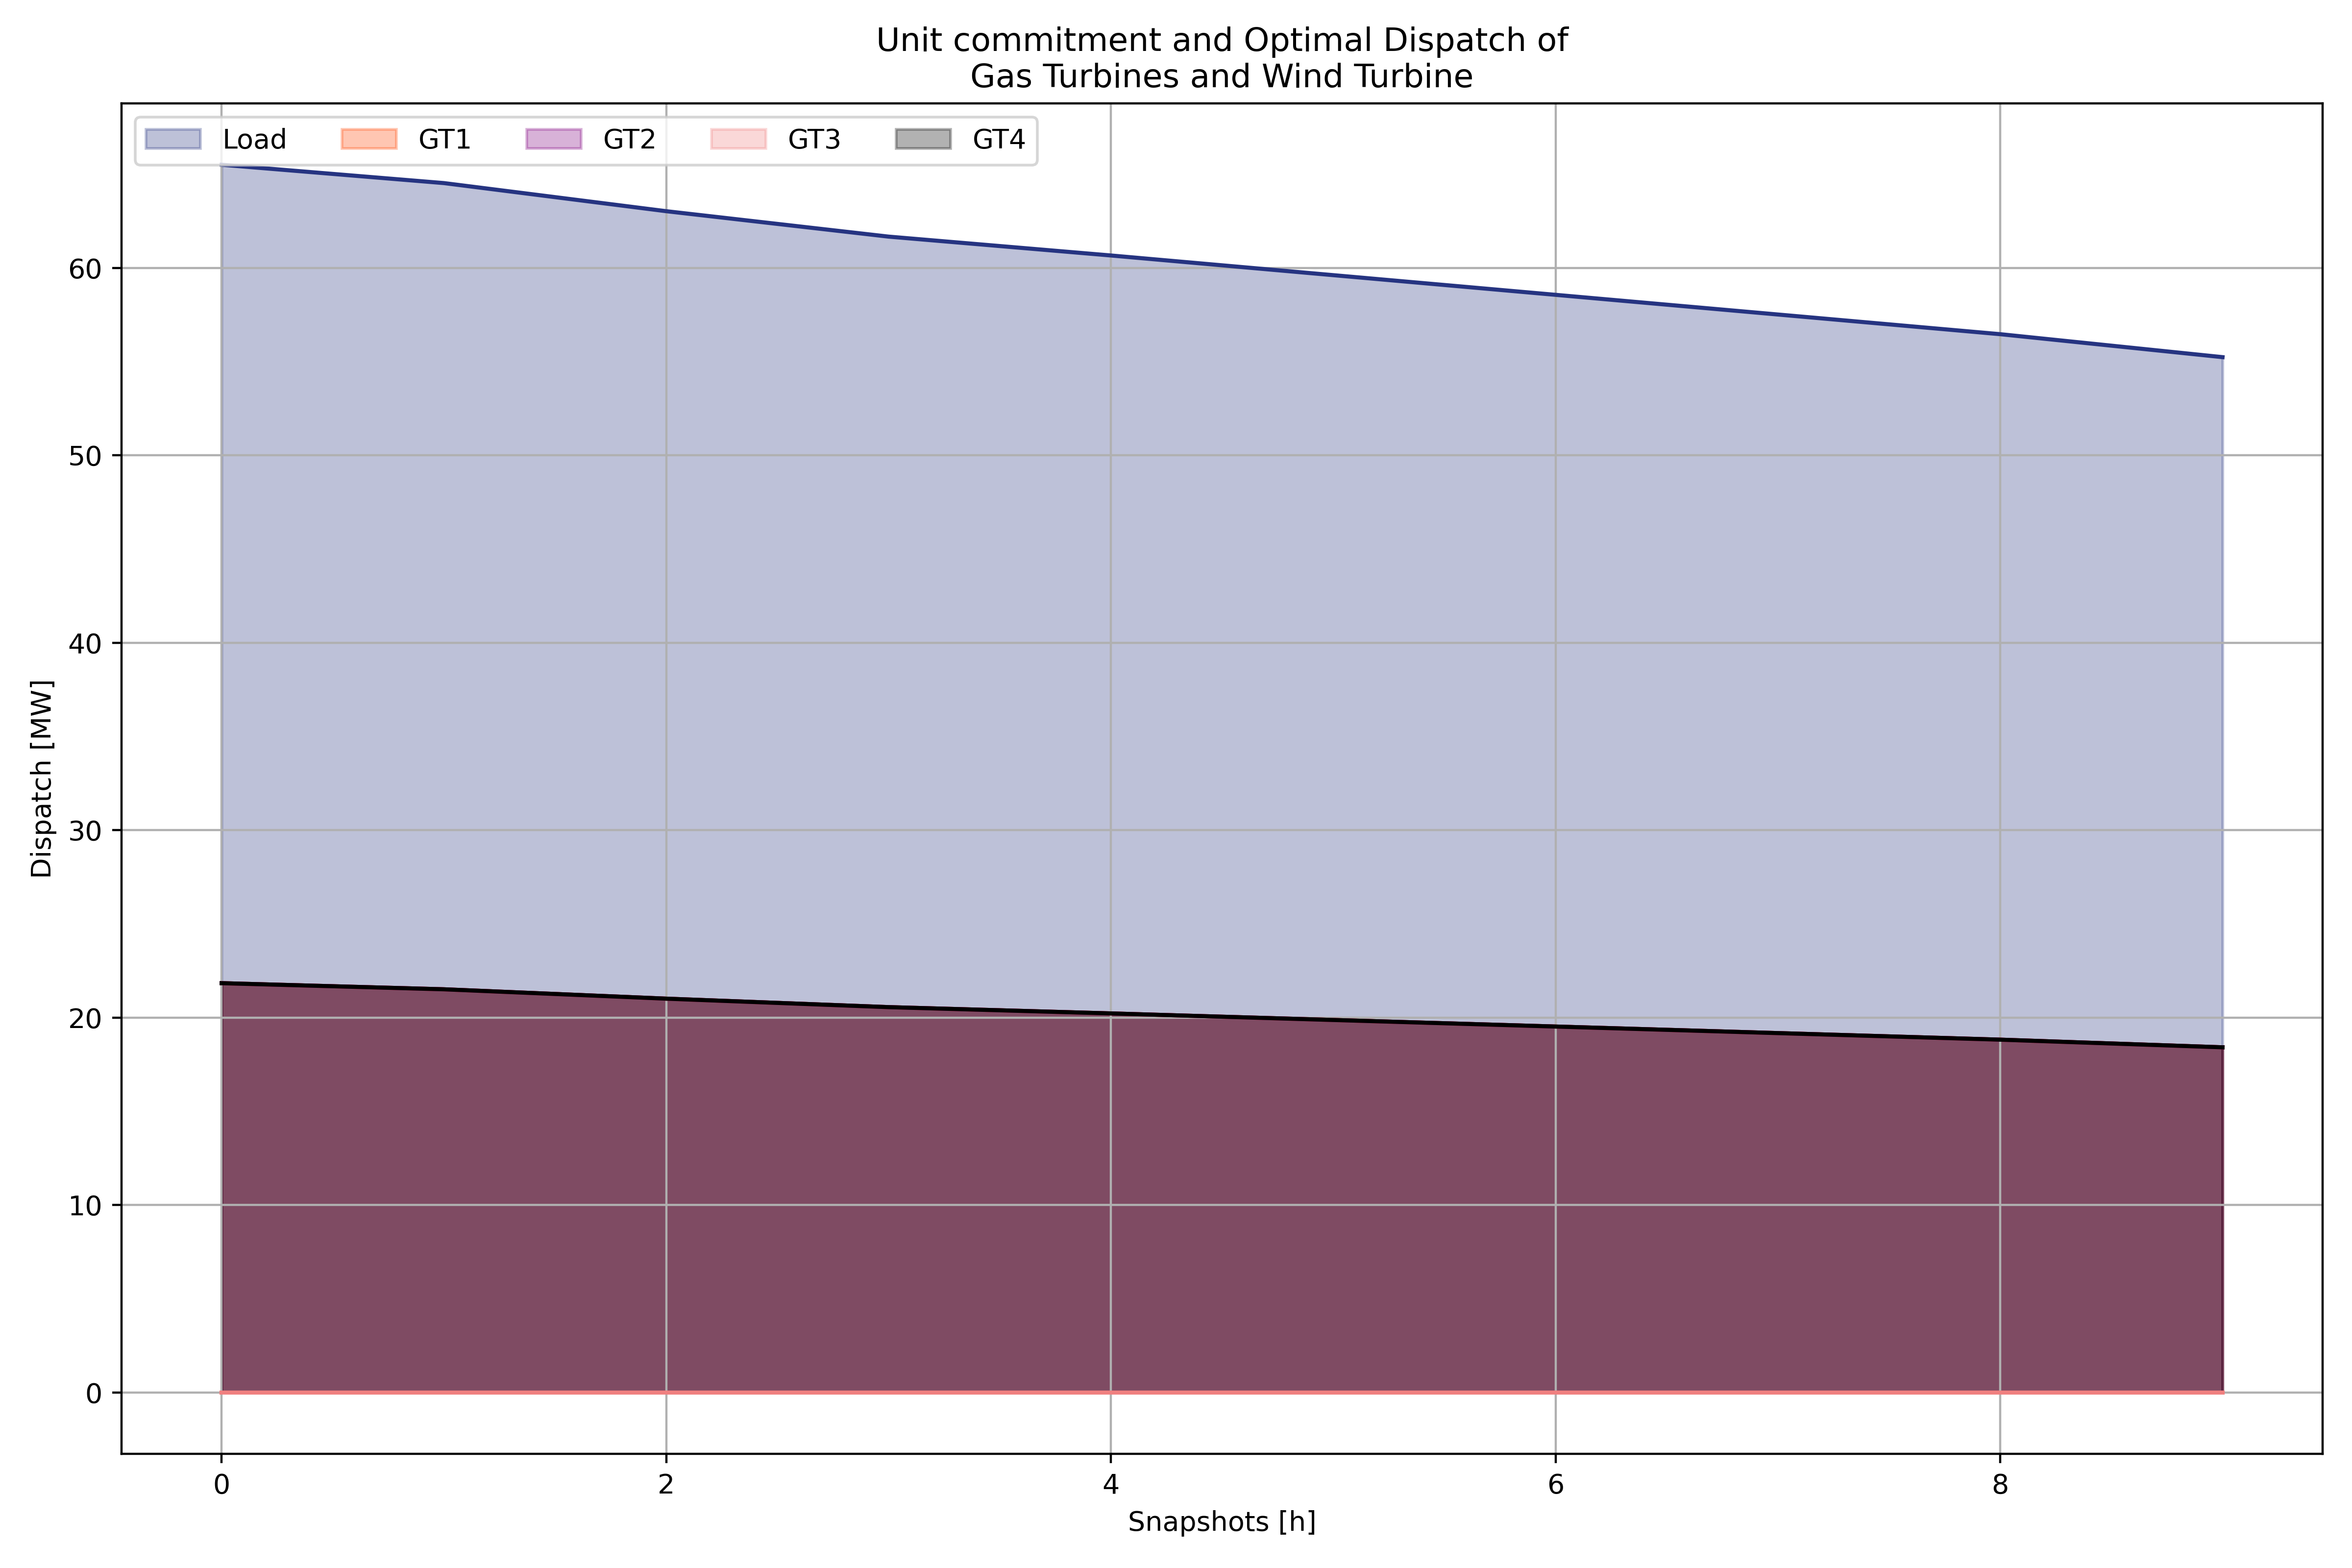 Unit commitment and Optimal Dispatch of
Gas Turbines and Wind Turbine
Load GT1 GT2 GT3 GT4
60
50
40
30
20
10
0
Dispatch [MW]
0 2 4 6 8
Snapshots [h]